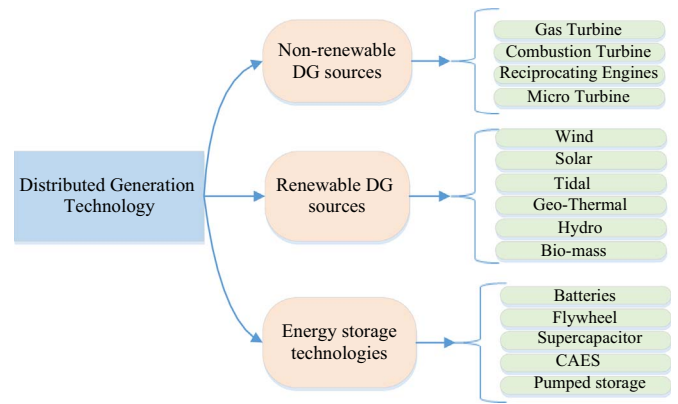 Distributed Generation
Technology
Non-renewable
DG sources
Gas Turbine
Combustion Turbine
Reciprocating Engines
Micro Turbine
Renewable DG
sources
Wind
Solar
Tidal
Geo-Thermal
Hydro
Bio-mass
Energy storage
technologies
Batteries
Flywheel
Supercapacitor
CAES
Pumped storage